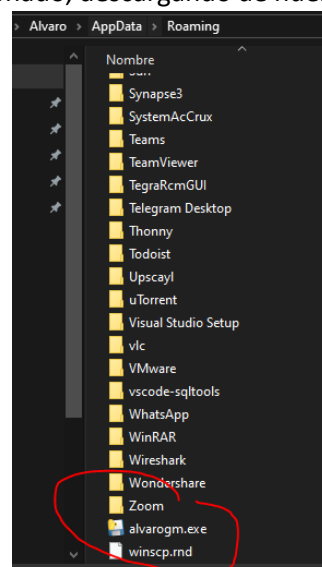 Alvaro > AppData > Roaming
Nombre
Synapse3
SystemAcCrux
Teams
TeamViewer
TegraRcmGUI
Telegram Desktop
Thonny
Todoist
Upscayl
uTorrent
Visual Studio Setup
vlc
VMware
vscode-sqltools
WhatsApp
WinRAR
Wireshark
Wondershare
Zoom
alvarogm.exe
winscp.rnd